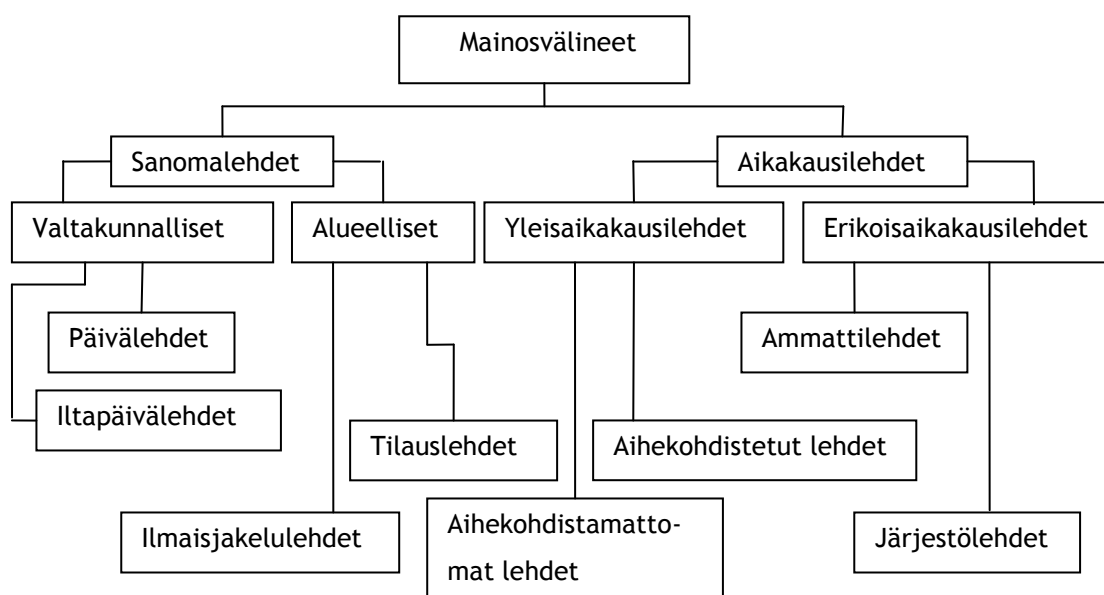 Mainosvälineet
Sanomalehdet
Aikakausilehdet
Valtakunnalliset
Alueelliset
Yleisaikakausilehdet
Erikoisaikakausilehdet
Päivälehdet
Ammattilehdet
Iltapäivälehdet
Tilauslehdet
Aihekohdistetut lehdet
Ilmaisjakelulehdet
Aihekohdistamatto-
mat lehdet
Järjestölehdet